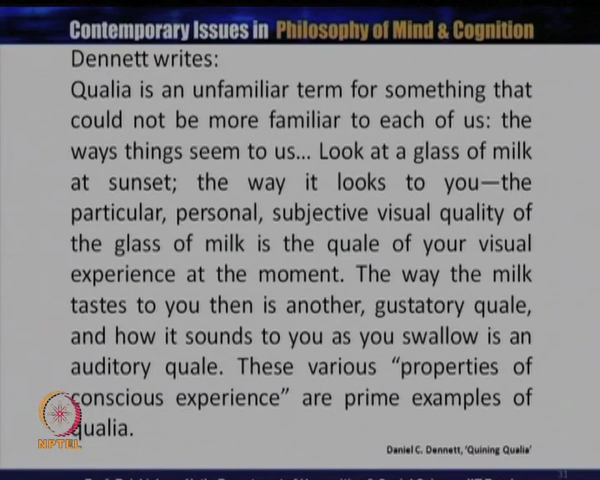 Contemporary Issues in Philosophy of Mind & Cognition
Dennett writes:
Qualia is an unfamiliar term for something that
could not be more familiar to each of us: the
ways things seem to us... Look at a glass of milk
at sunset; the way it looks to you—the
particular, personal, subjective visual quality of
the glass of milk is the quale of your visual
experience at the moment. The way the milk
tastes to you then is another, gustatory quale,
and how it sounds to you as you swallow is an
auditory quale. These various “properties of
conscious experience” are prime examples of
qualia.
NPTEL
Daniel C. Dennett, ‘Quining Qualia’
31